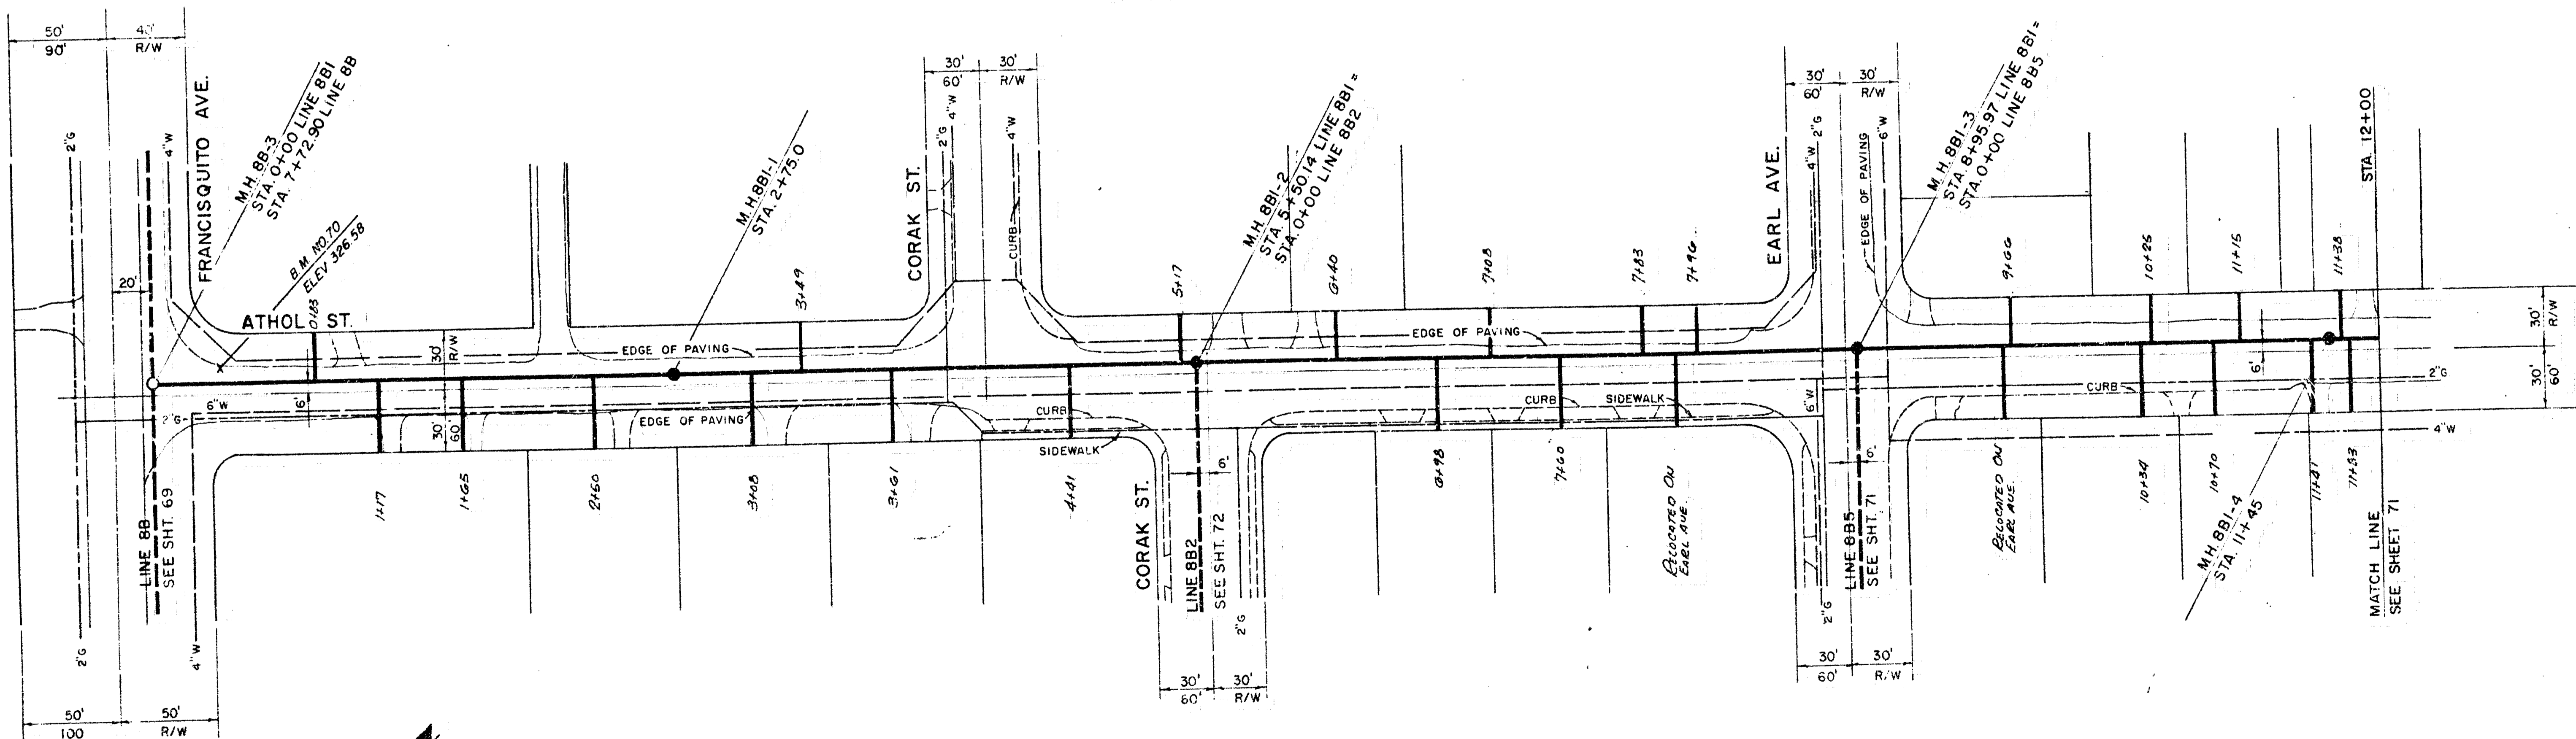 50'
90'
40'
R/W
FRANCISQUITO AVE.
M.H. 8B-3
STA. 0+00 LINE 8B1
STA. 7+72.90 LINE 8B
B.M. NO. 70
ELEV 326.58
2"G
4"W
20'
ATHOL ST.
0+83
30'
R/W
EDGE OF PAVING
M.H. 8B1-1
STA. 2+75.0
3+49
CORAK ST.
30'
60'
30'
R/W
2"G
4"W
4"W
CURB
5+17
M.H. 8B1-2
STA. 5+50.14 LINE 8B1 =
STA. 0+00 LINE 8B2
6+40
7+08
7+83
7+96
EDGE OF PAVING
EARL AVE.
30'
60'
30'
R/W
2"G
4"W
EDGE OF PAVING
6"W
M.H. 8B1-3
STA. 8+95.97 LINE 8B1 =
STA. 0+00 LINE 8B5
9+66
10+25
11+15
11+38
STA. 12+00
30'
R/W
30'
60'
6'
2"G
4"W
6"W
2"G
6'
30'
60'
EDGE OF PAVING
CURB
SIDEWALK
CURB
SIDEWALK
6"W
CURB
LINE 8B
SEE SHT. 69
4"W
2"G
1+17
1+65
2+50
3+08
3+61
4+41
CORAK ST.
LINE 8B2
SEE SHT. 72
6'
2"G
6+98
7+60
RELOCATED ON
EARL AVE.
2"G
LINE 8B5
SEE SHT. 71
6'
RELOCATED ON
EARL AVE.
10+34
10+70
11+41
11+53
M.H. 8B1-4
STA. 11+45
MATCH LINE
SEE SHEET 71
50'
100
50'
R/W
30'
60'
30'
R/W
30'
60'
30'
R/W